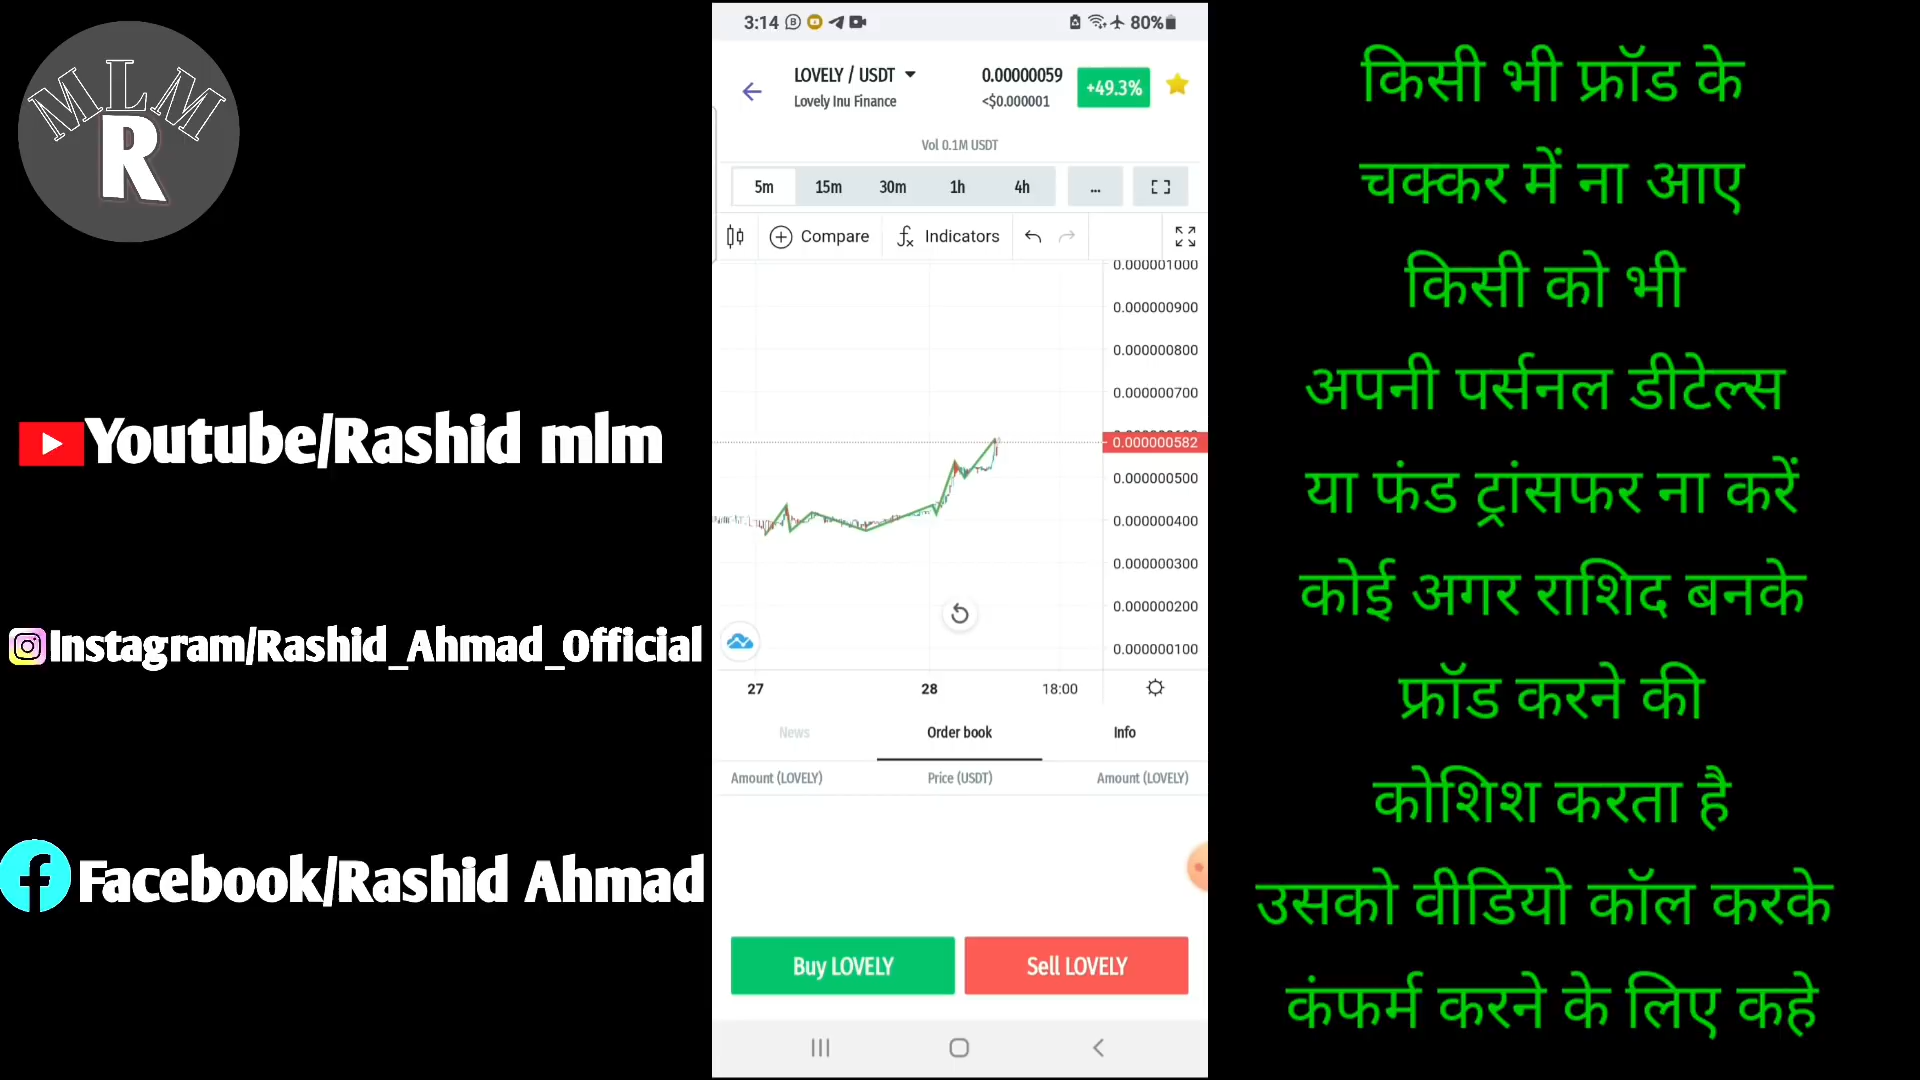 MLM
R
Youtube/Rashid mlm
Instagram/Rashid_Ahmad_Official
Facebook/Rashid Ahmad
3:14
80%
LOVELY / USDT
0.00000059
+49.3%
Lovely Inu Finance
<$0.000001
Vol 0.1M USDT
5m 15m 30m 1h 4h ...
Compare Indicators
0.000001000
0.000000900
0.000000800
0.000000700
0.000000582
0.000000500
0.000000400
0.000000300
0.000000200
0.000000100
27 28 18:00
News Order book Info
Amount (LOVELY) Price (USDT) Amount (LOVELY)
Buy LOVELY Sell LOVELY
किसी भी फ्रॉड के
चक्कर में ना आए
किसी को भी
अपनी पर्सनल डीटेल्स
या फंड ट्रांसफर ना करें
कोई अगर राशिद बनके
फ्रॉड करने की
कोशिश करता है
उसको वीडियो कॉल करके
कंफर्म करने के लिए कहे